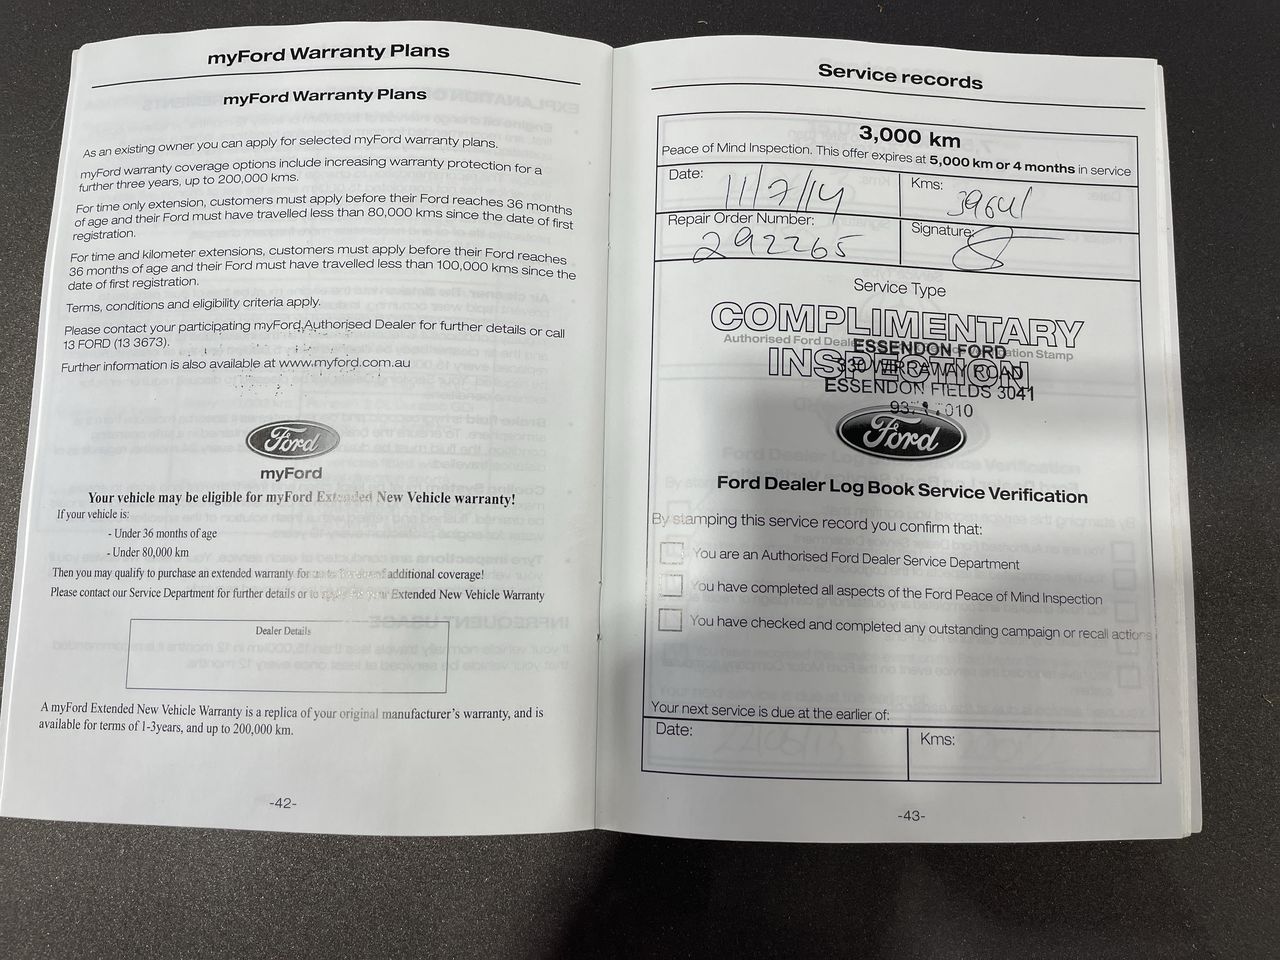 myFord Warranty Plans
myFord Warranty Plans
As an existing owner you can apply for selected myFord warranty plans.
myFord warranty coverage options include increasing warranty protection for a
further three years, up to 200,000 kms.
For time only extension, customers must apply before their Ford reaches 36 months
of age and their Ford must have travelled less than 80,000 kms since the date of first
registration.
For time and kilometer extensions, customers must apply before their Ford reaches
36 months of age and their Ford must have travelled less than 100,000 kms since the
date of first registration.
Terms, conditions and eligibility criteria apply.
Please contact your participating myFord Authorised Dealer for further details or call
13 FORD (13 3673).
Further information is also available at www.myford.com.au
Ford
myFord
Your vehicle may be eligible for myFord Extended New Vehicle warranty!
If your vehicle is:
- Under 36 months of age
- Under 80,000 km
Then you may qualify to purchase an extended warranty for of additional coverage!
Please contact our Service Department for further details or to Extended New Vehicle Warranty
Dealer Details
A myFord Extended New Vehicle Warranty is a replica of your original manufacturer's warranty, and is
available for terms of 1-3years, and up to 200,000 km.
-42-
Service records
3,000 km
Peace of Mind Inspection. This offer expires at 5,000 km or 4 months in service
Date: 11/7/14
Kms:
Repair Order Number: 292265
Signature:
Service Type
COMPLIMENTARY
Authorised Ford Stamp
ESSENDON FORD
INSPECTION
WIRRAWAY ROAD
ESSENDON FIELDS 3041
010
Ford
Ford Dealer Log Book Service Verification
By stamping this service record you confirm that:
You are an Authorised Ford Dealer Service Department
You have completed all aspects of the Ford Peace of Mind Inspection
You have checked and completed any outstanding campaign or recall actions
Your next service is due at the earlier of:
Date:
Kms:
-43-